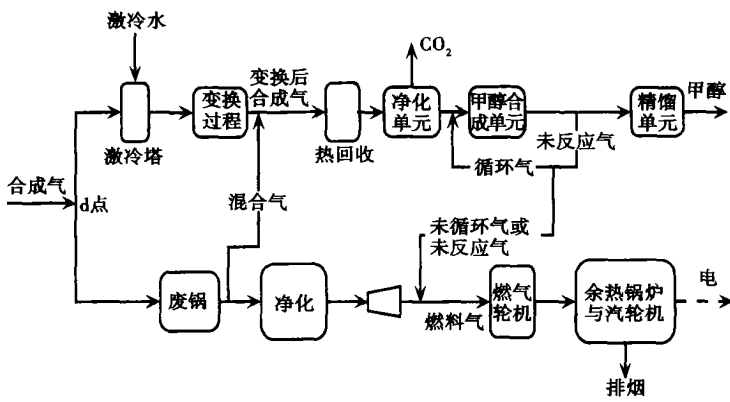 激冷水
CO₂
变换后
合成气
变换
过程
净化
单元
甲醇合
成单元
精馏
单元
甲醇
激冷塔
热回收
未反应气
循环气
合成气
d点
混合气
未循环气或
未反应气
废锅
净化
燃料气
燃气
轮机
余热锅炉
与汽轮机
电
排烟